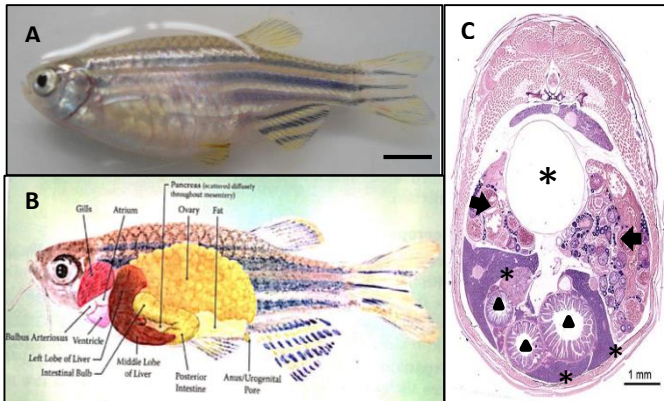 A
B
Pancreas (scattered diffusely
throughout mesentery)
Gills
Atrium
Ovary
Fat
Bulbus Arteriosus
Ventricle
Left Lobe of Liver
Intestinal Bulb
Middle Lobe
of Liver
Posterior
Intestine
Anus/Urogenital
Pore
C
*
*
*
*
1 mm